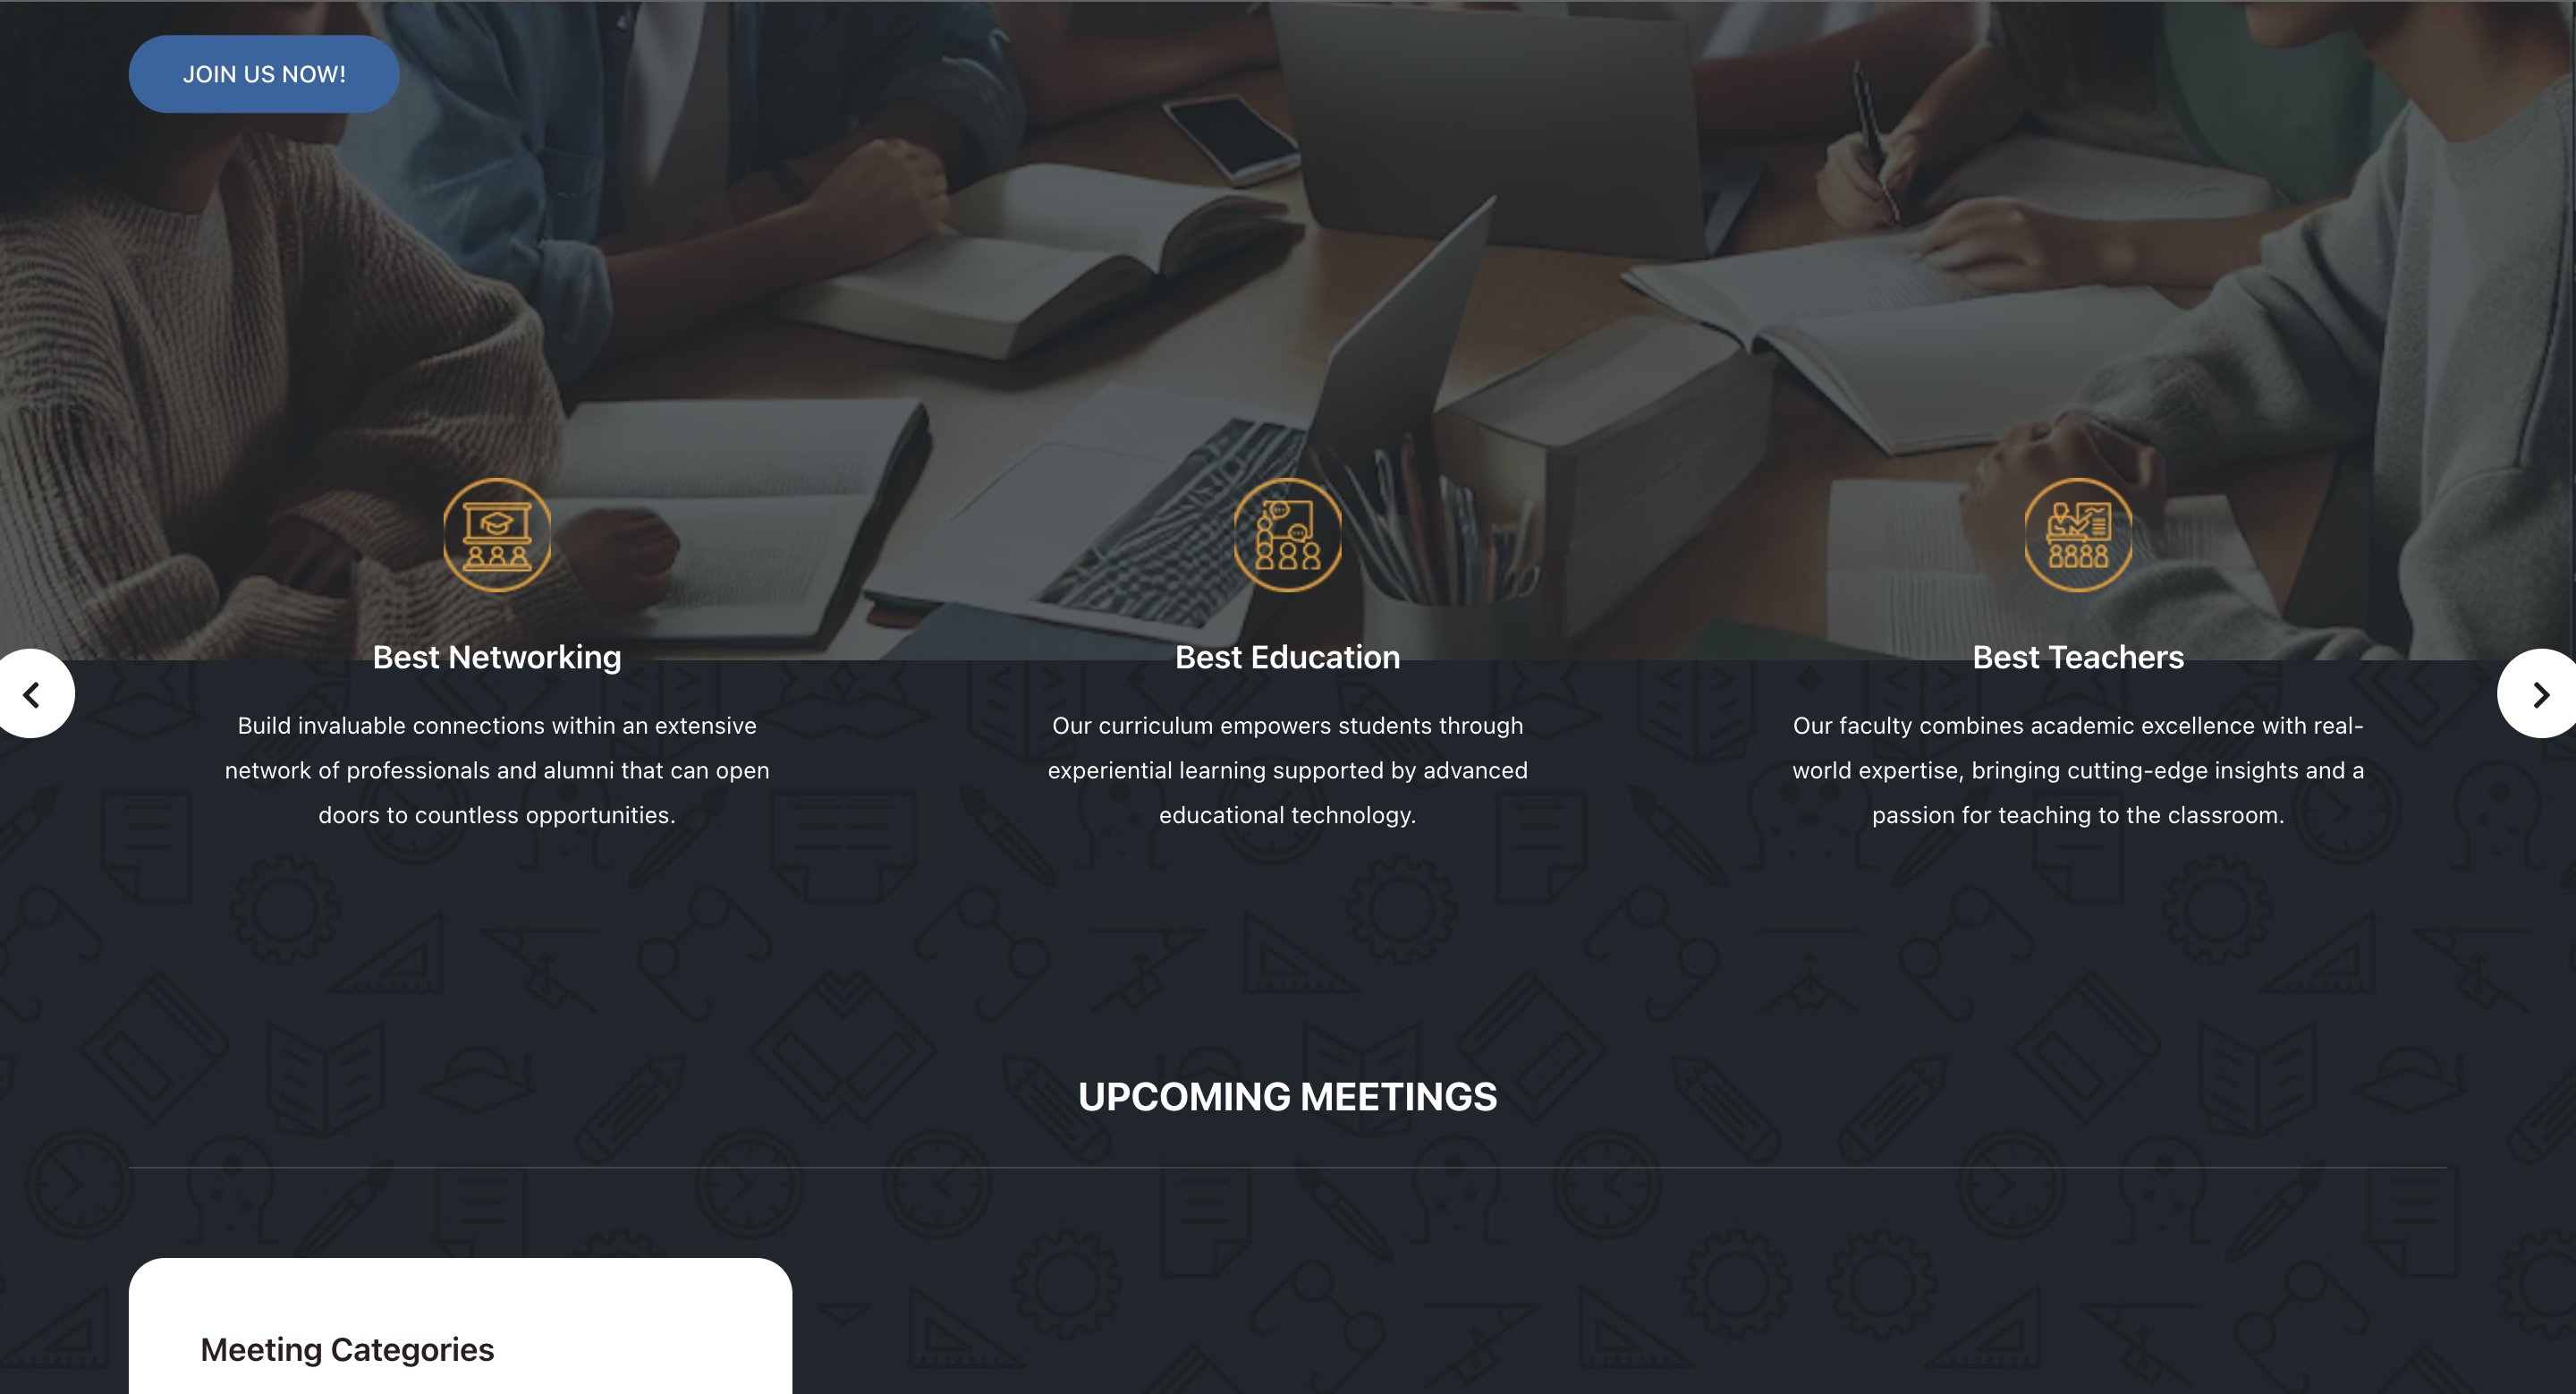 JOIN US NOW!
Best Networking
Build invaluable connections within an extensive
network of professionals and alumni that can open
doors to countless opportunities.
Best Education
Our curriculum empowers students through
experiential learning supported by advanced
educational technology.
Best Teachers
Our faculty combines academic excellence with real-
world expertise, bringing cutting-edge insights and a
passion for teaching to the classroom.
UPCOMING MEETINGS
Meeting Categories